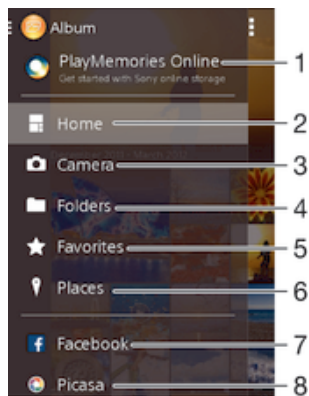 Album
PlayMemories Online 1
Get started with Sony online storage
Home 2
Camera 3
Folders 4
Favorites 5
Places 6
Facebook 7
Picasa 8